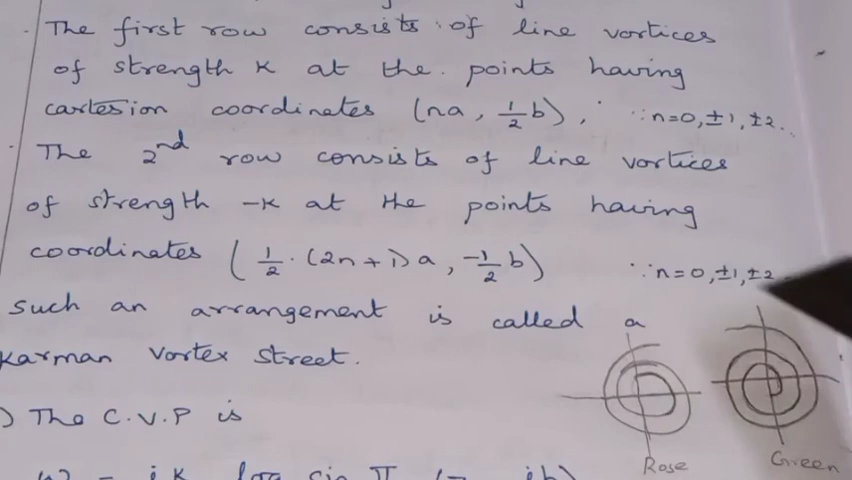 The first row consists of line vortices
of strength K at the points having
cartesion coordinates (na, 1/2 b), ∵ n=0, ±1, ±2..
The 2nd row consists of line vortices
of strength -K at the points having
coordinates (1/2 . (2n+1)a, -1/2 b) ∵ n=0, ±1, ±2
such an arrangement is called a
Karman Vortex Street.
) The C.V.P is
Rose Green